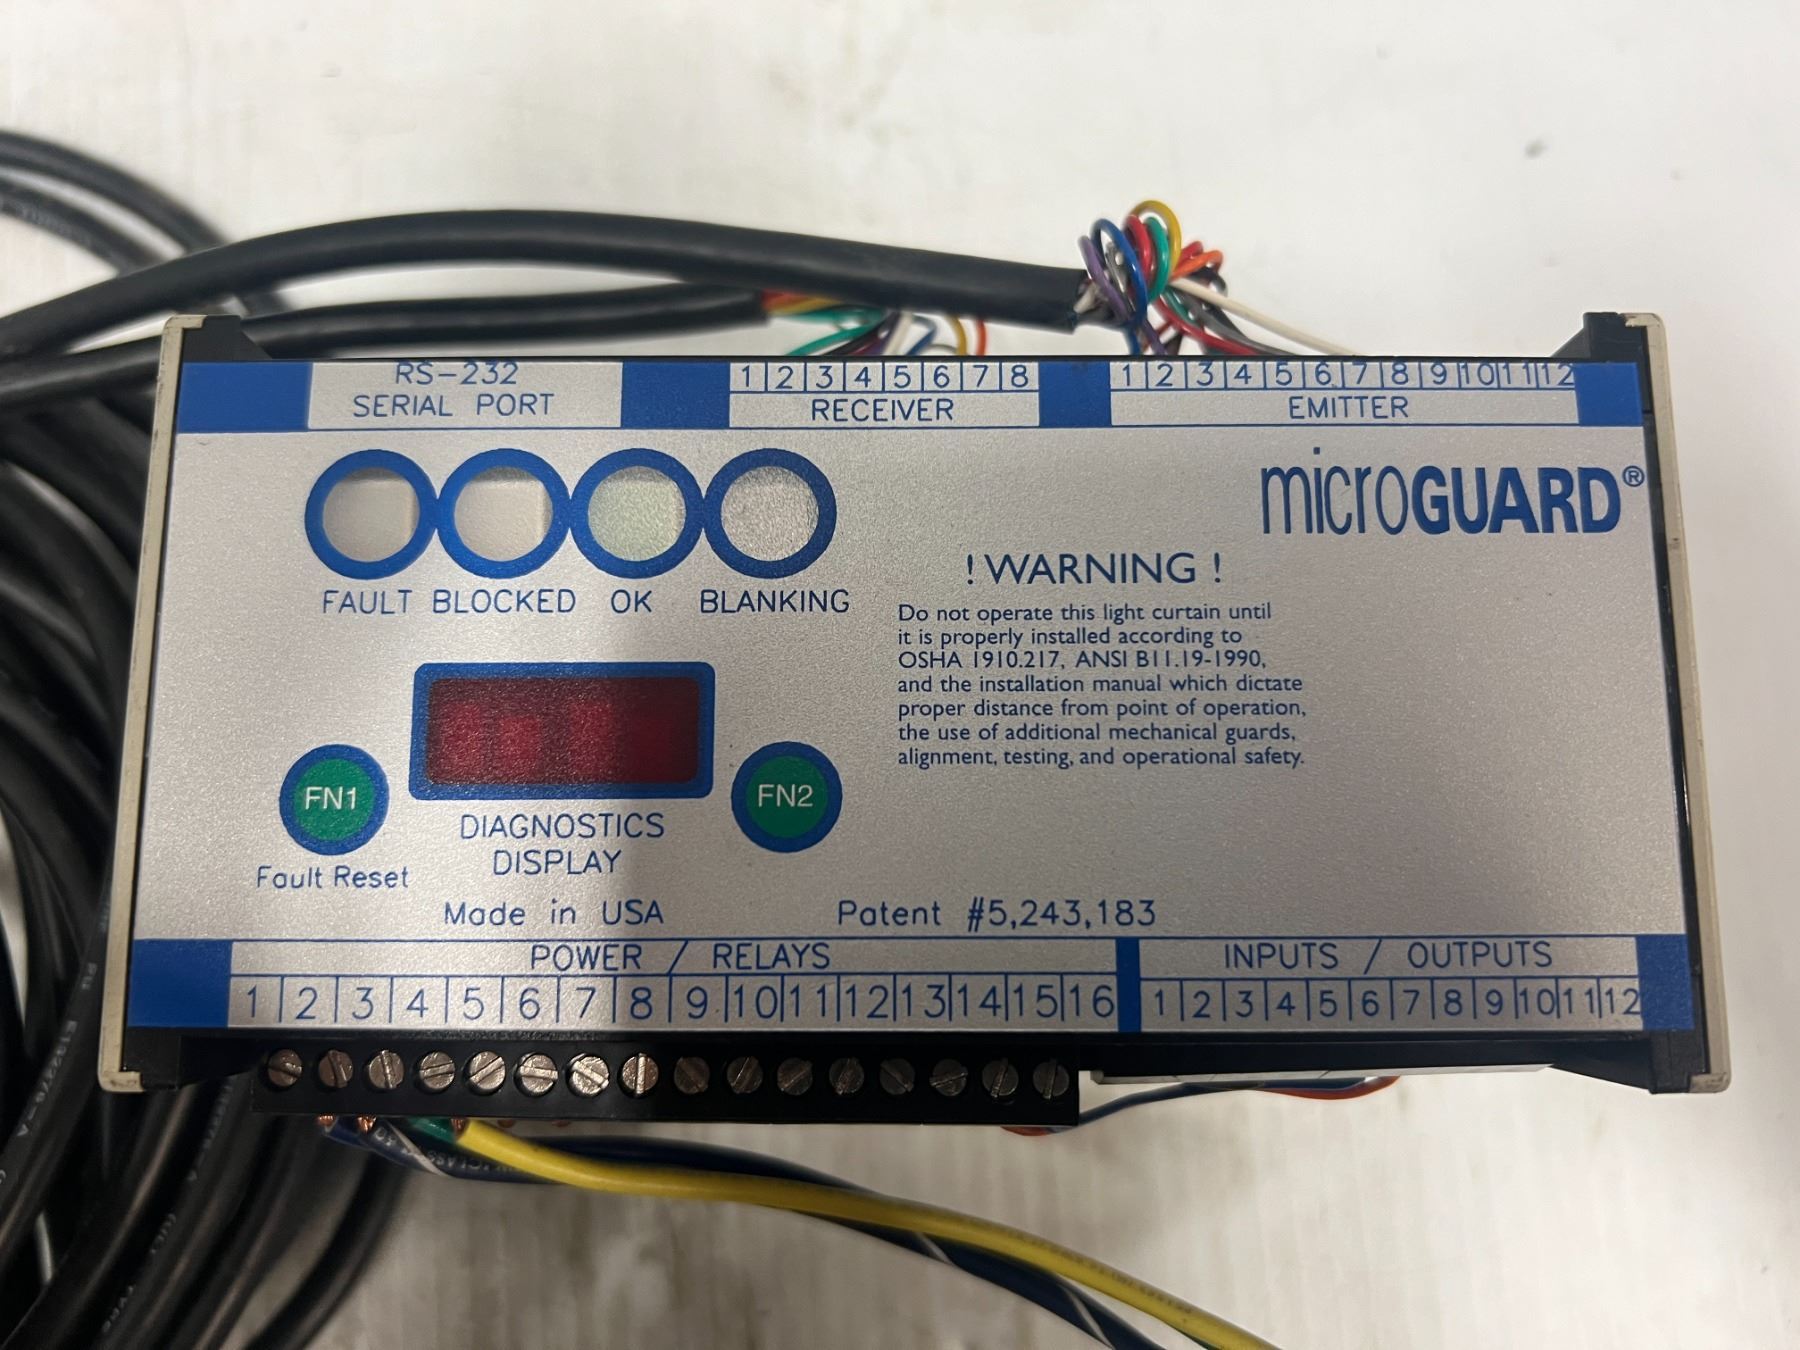 RS-232
SERIAL PORT
1 2 3 4 5 6 7 8
RECEIVER
1 2 3 4 5 6 7 8 9 10 11 12
EMITTER
microGUARD®
FAULT BLOCKED OK BLANKING
! WARNING !
Do not operate this light curtain until
it is properly installed according to
OSHA 1910.217, ANSI B11.19-1990,
and the installation manual which dictate
proper distance from point of operation,
the use of additional mechanical guards,
alignment, testing, and operational safety.
FN1
Fault Reset
DIAGNOSTICS
DISPLAY
FN2
Made in USA
Patent #5,243,183
POWER / RELAYS
1 2 3 4 5 6 7 8 9 10 11 12 13 14 15 16
INPUTS / OUTPUTS
1 2 3 4 5 6 7 8 9 10 11 12